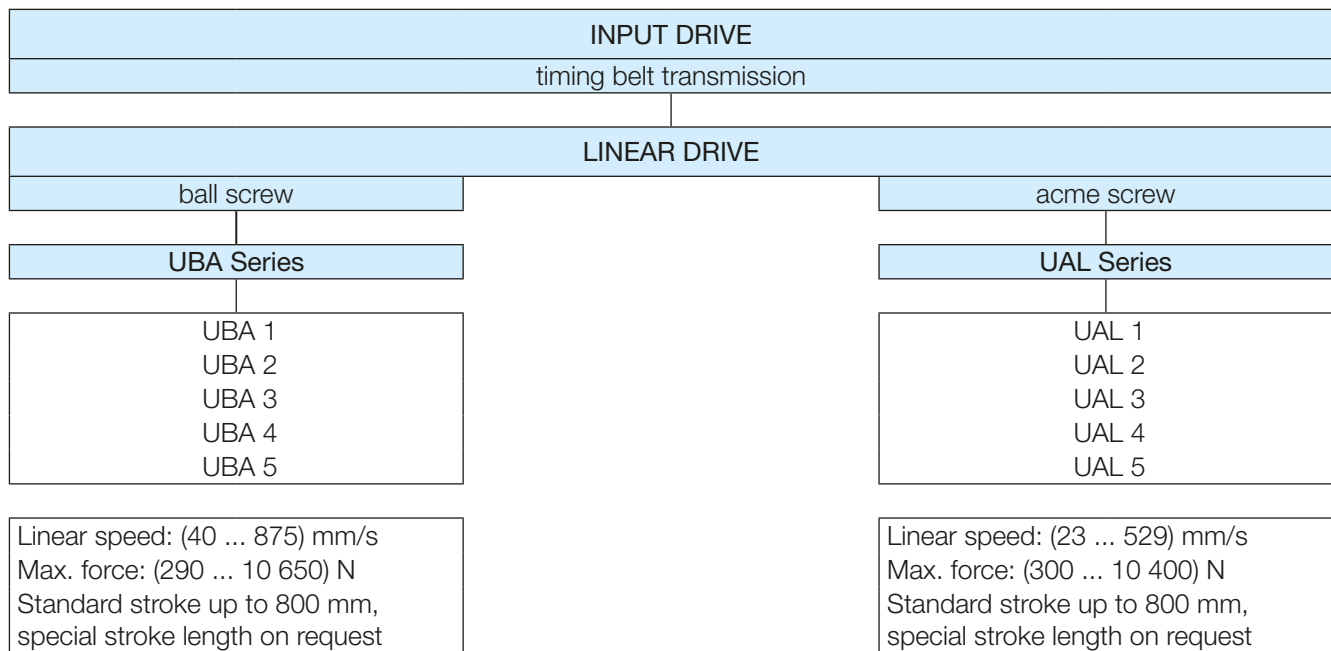 INPUT DRIVE
timing belt transmission
LINEAR DRIVE
ball screw
acme screw
UBA Series
UAL Series
UBA 1
UBA 2
UBA 3
UBA 4
UBA 5
UAL 1
UAL 2
UAL 3
UAL 4
UAL 5
Linear speed: (40 ... 875) mm/s
Max. force: (290 ... 10 650) N
Standard stroke up to 800 mm,
special stroke length on request
Linear speed: (23 ... 529) mm/s
Max. force: (300 ... 10 400) N
Standard stroke up to 800 mm,
special stroke length on request